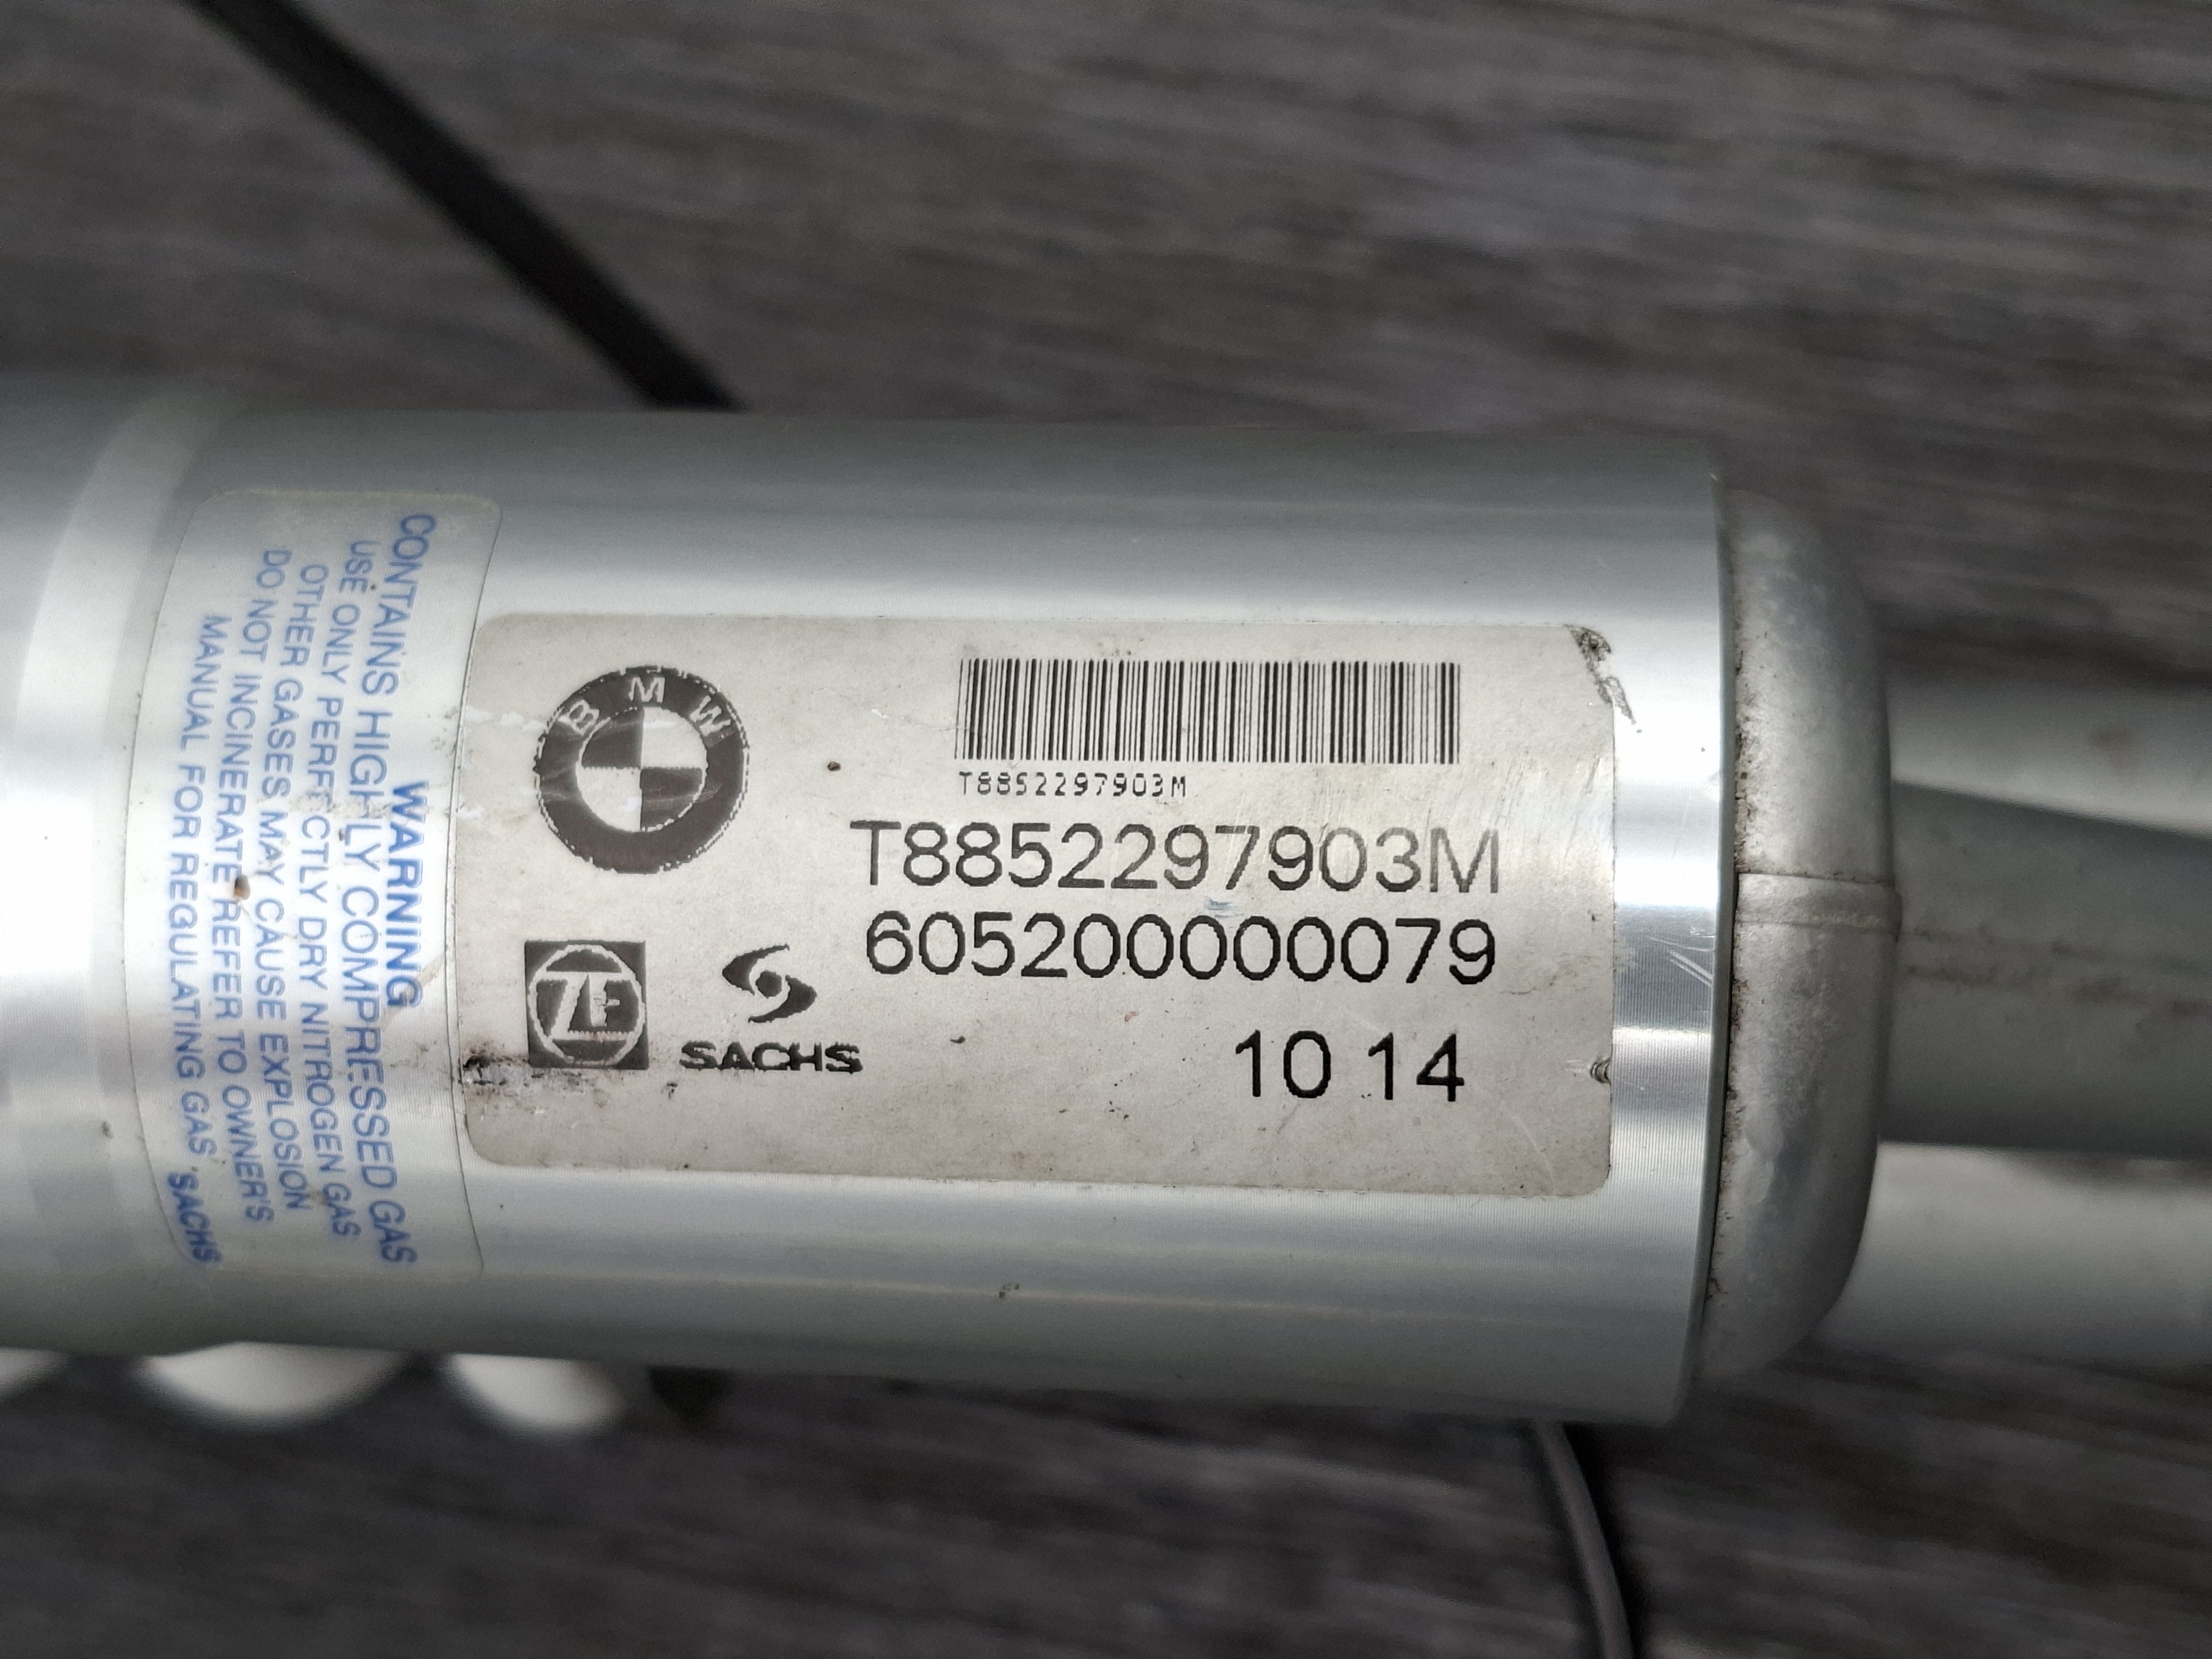 WARNING
CONTAINS HIGHLY COMPRESSED GAS
USE ONLY PERFECTLY DRY NITROGEN GAS
OTHER GASES MAY CAUSE EXPLOSION
DO NOT INCINERATE REFER TO OWNER'S
MANUAL FOR REGULATING GAS SACHS
BMW
T8852297903M
T8852297903M
605200000079
ZF
SACHS
10 14